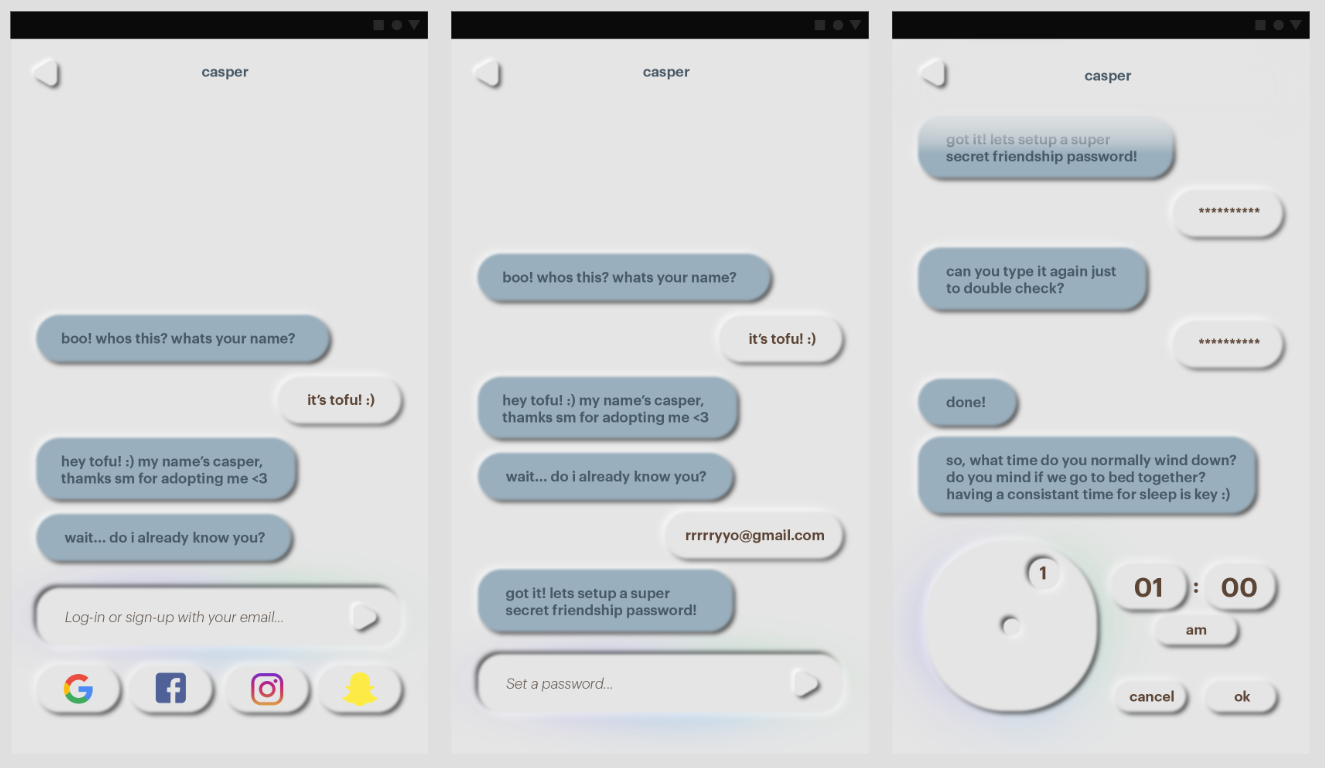 casper
boo! whos this? whats your name?
it's tofu! :)
hey tofu! :) my name's casper,
thamks sm for adopting me <3
wait... do i already know you?
Log-in or sign-up with your email...
casper
boo! whos this? whats your name?
it's tofu! :)
hey tofu! :) my name's casper,
thamks sm for adopting me <3
wait... do i already know you?
rrrrryyo@gmail.com
got it! lets setup a super
secret friendship password!
Set a password...
casper
got it! lets setup a super
secret friendship password!
**********
can you type it again just
to double check?
**********
done!
so, what time do you normally wind down?
do you mind if we go to bed together?
having a consistant time for sleep is key :)
1
01 : 00
am
cancel ok